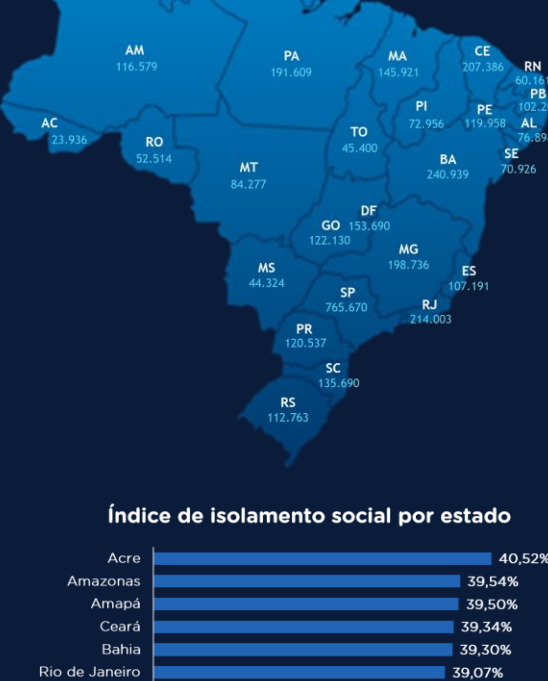 AM
116.579
PA
191.609
MA
145.921
CE
207.386
RN
PB
AC
23.936
RO
52.514
TO
45.400
PI
72.956
PE
119.958
AL
MT
84.277
BA
240.939
SE
70.926
DF
153.690
GO
122.130
MG
198.736
MS
44.324
SP
765.670
ES
107.191
RJ
214.003
PR
120.537
SC
135.690
RS
112.763
Índice de isolamento social por estado
Acre 40,52%
Amazonas 39,54%
Amapá 39,50%
Ceará 39,34%
Bahia 39,30%
Rio de Janeiro 39,07%